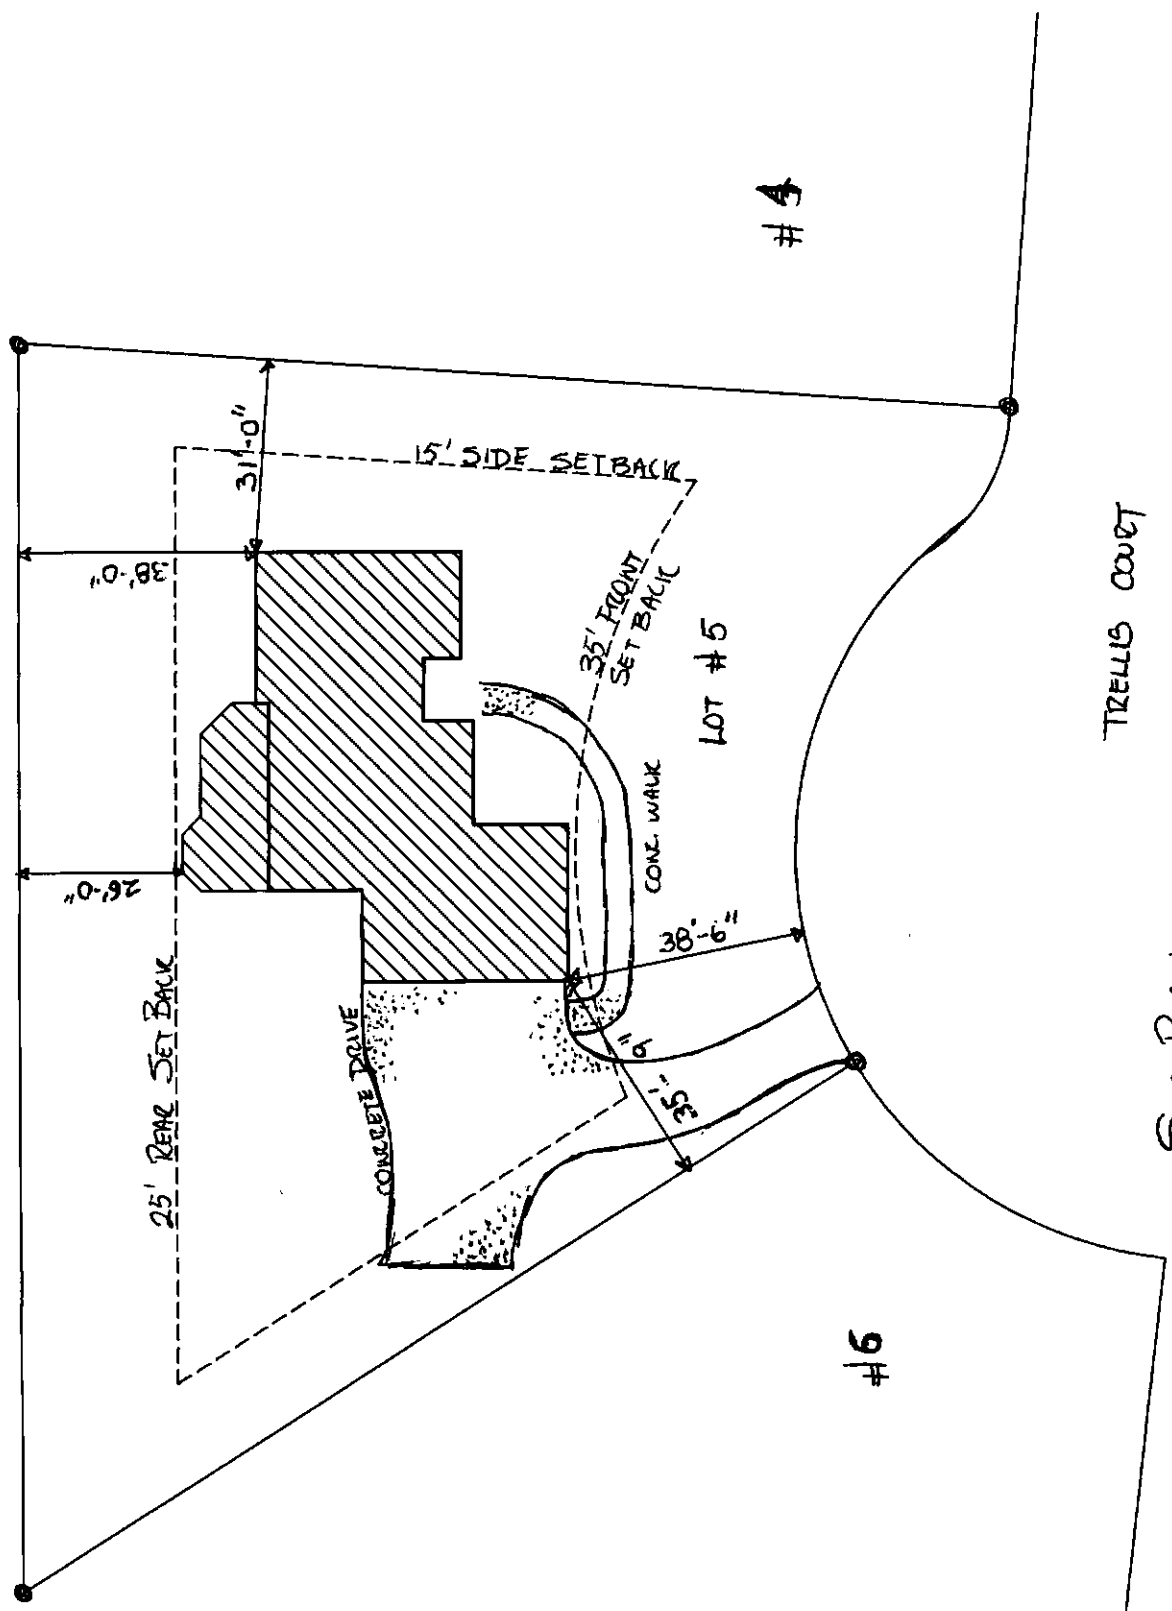 # 4
31'-0"
15' SIDE SETBACK
38'-0"
35' FRONT
SET BACK
LOT # 5
CONC. WALK
TRELLIS COURT
26'-0"
38'-6"
25' REAR SET BACK
CONCRETE DRIVE
35'-9"
#6